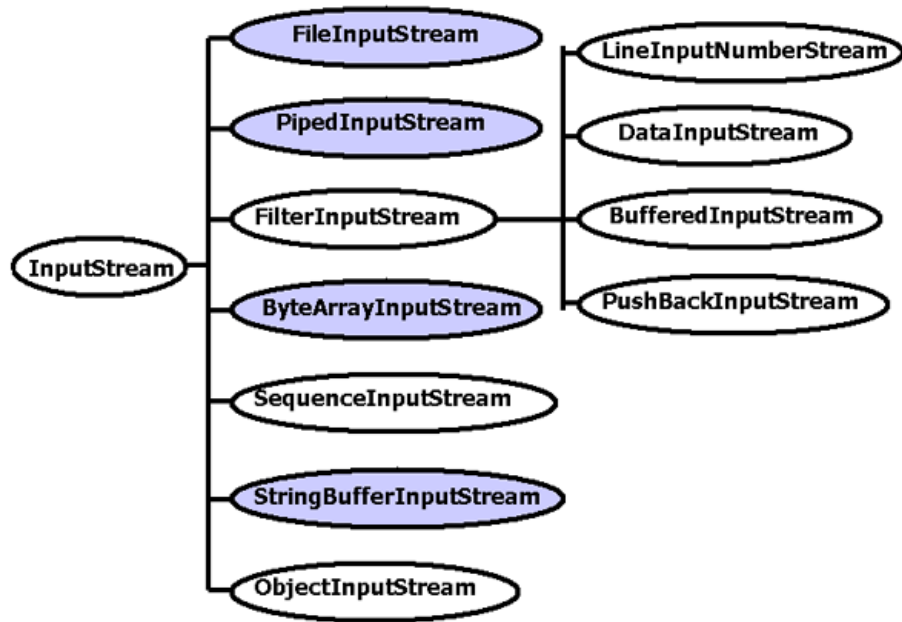 InputStream
FileInputStream
PipedInputStream
FilterInputStream
ByteArrayInputStream
SequenceInputStream
StringBufferInputStream
ObjectInputStream
LineInputNumberStream
DataInputStream
BufferedInputStream
PushBackInputStream